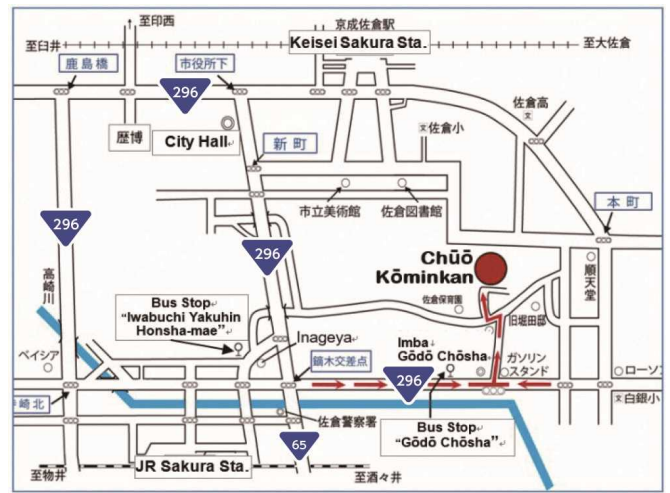 至印西
京成佐倉駅
至臼井
Keisei Sakura Sta.
至大佐倉
鹿島橋
市役所下
296
佐倉高
文
歴博
City Hall
新町
文佐倉小
296
市立美術館
佐倉図書館
本町
296
Chūō
Kōminkan
高崎川
佐倉保育園
旧堀田邸
順天堂
Bus Stop
“Iwabuchi Yakuhin
Honsha-mae”
Inageya
Imba
Gōdō Chōsha
ガソリン
スタンド
ベイシア
鏑木交差点
296
ローソン
崎北
文白銀小
佐倉警察署
Bus Stop
“Gōdō Chōsha”
65
至物井
JR Sakura Sta.
至酒々井